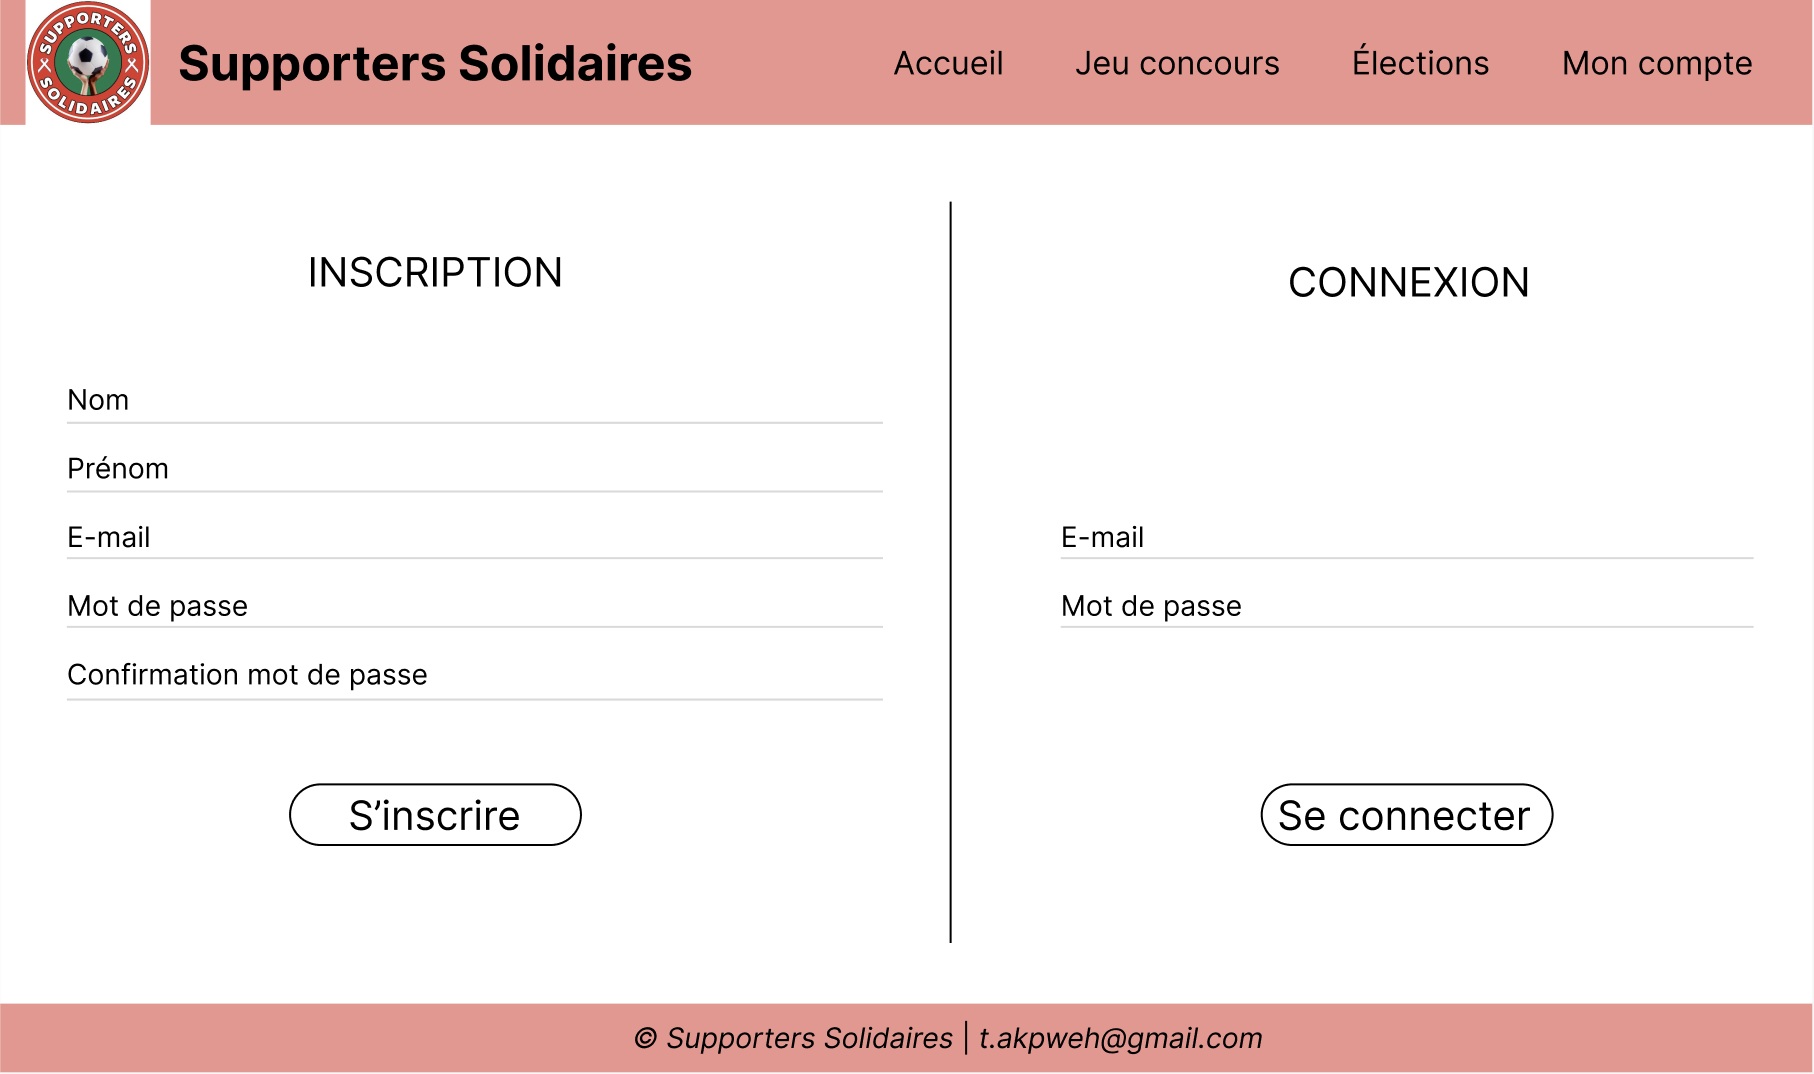 SUPPORTERS
SOLIDAIRES
Supporters Solidaires
Accueil
Jeu concours
Élections
Mon compte
INSCRIPTION
Nom
Prénom
E-mail
Mot de passe
Confirmation mot de passe
S’inscrire
CONNEXION
E-mail
Mot de passe
Se connecter
© Supporters Solidaires | t.akpweh@gmail.com